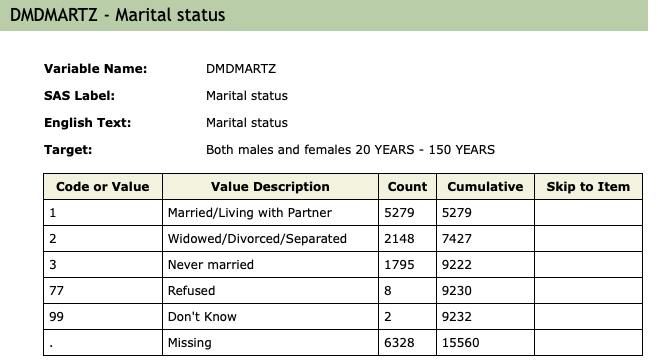 DMDMARTZ - Marital status
Variable Name: DMDMARTZ
SAS Label: Marital status
English Text: Marital status
Target: Both males and females 20 YEARS - 150 YEARS
Code or Value Value Description Count Cumulative Skip to Item
1 Married/Living with Partner 5279 5279
2 Widowed/Divorced/Separated 2148 7427
3 Never married 1795 9222
77 Refused 8 9230
99 Don't Know 2 9232
. Missing 6328 15560